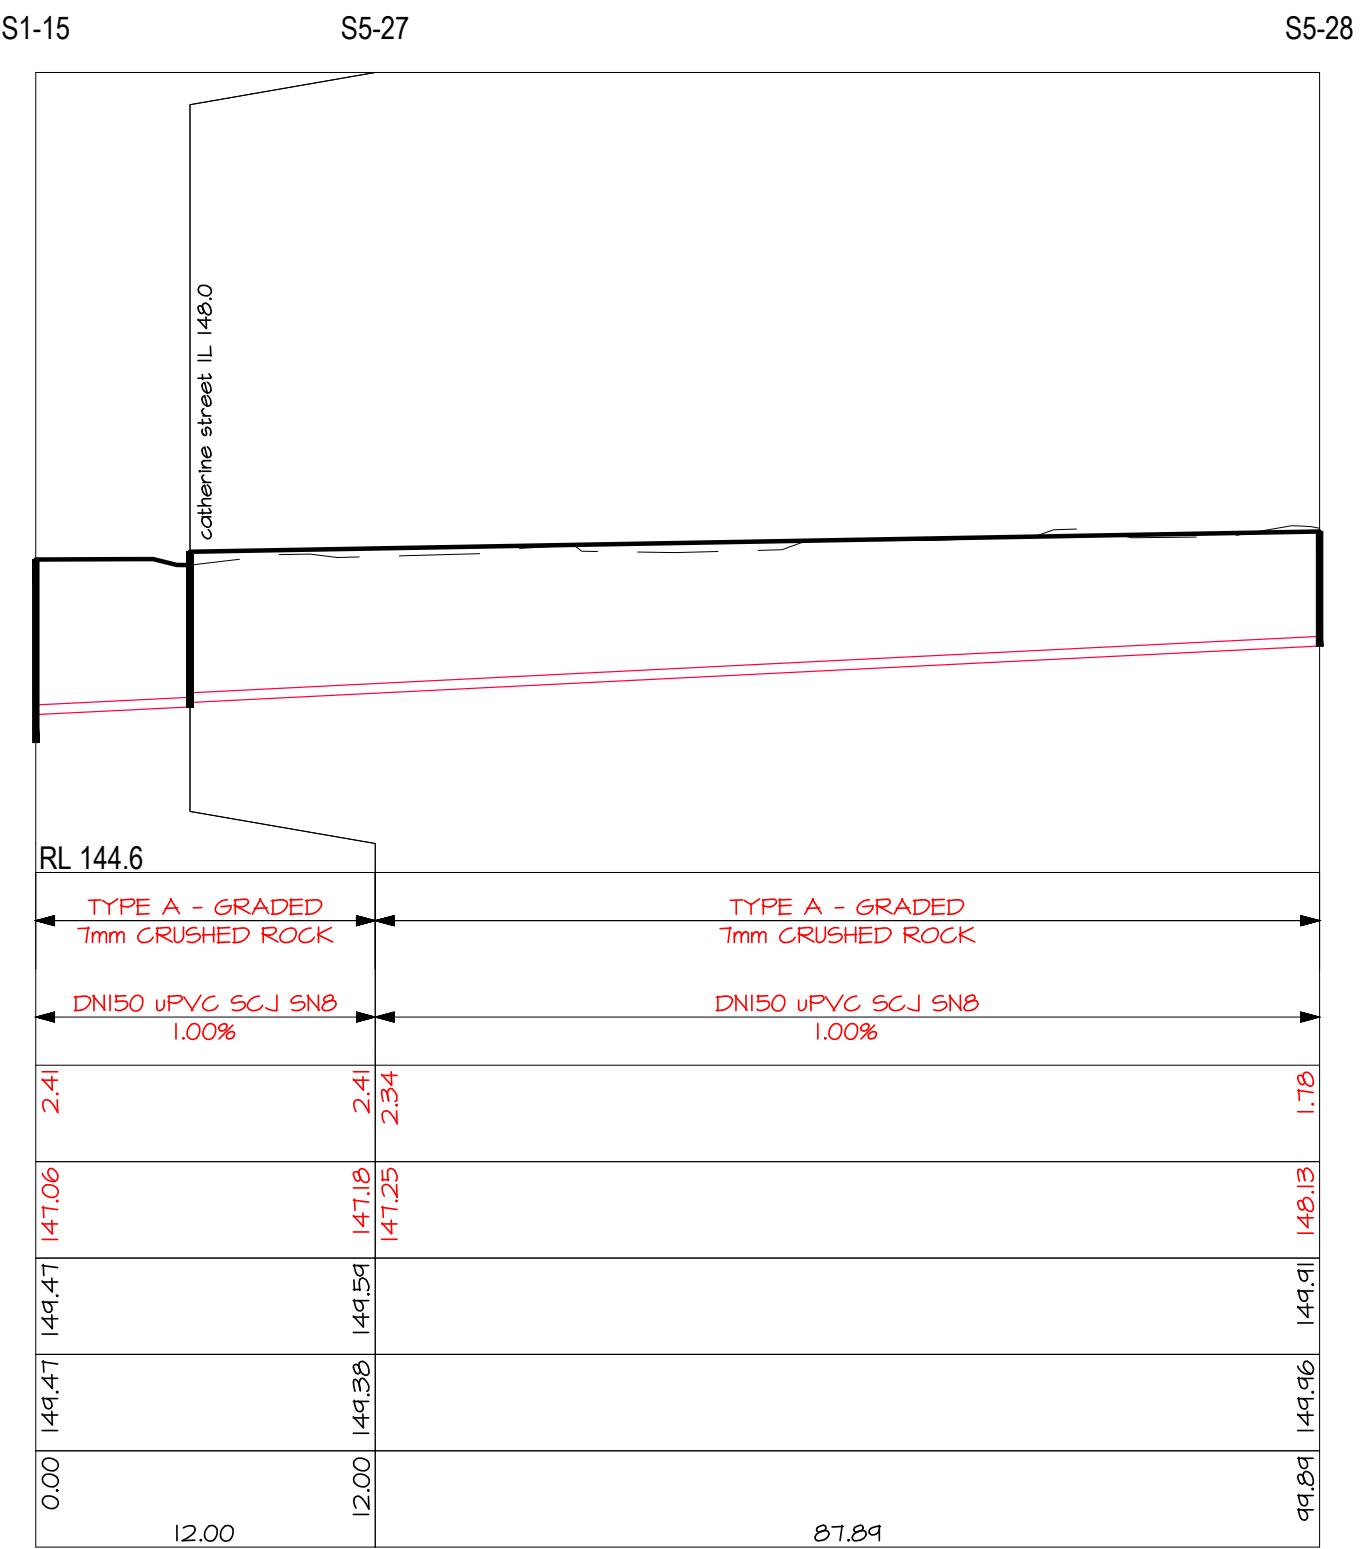 S1-15 S5-27 S5-28
catherine street IL 148.0
RL 144.6
TYPE A - GRADED
7mm CRUSHED ROCK
TYPE A - GRADED
7mm CRUSHED ROCK
DN150 uPVC SCJ SN8
1.00%
DN150 uPVC SCJ SN8
1.00%
2.41 2.41 2.34 1.78
147.06 147.18 147.25 148.13
149.47 149.59 149.91
149.47 149.38 149.96
0.00 12.00 99.89
12.00 87.89